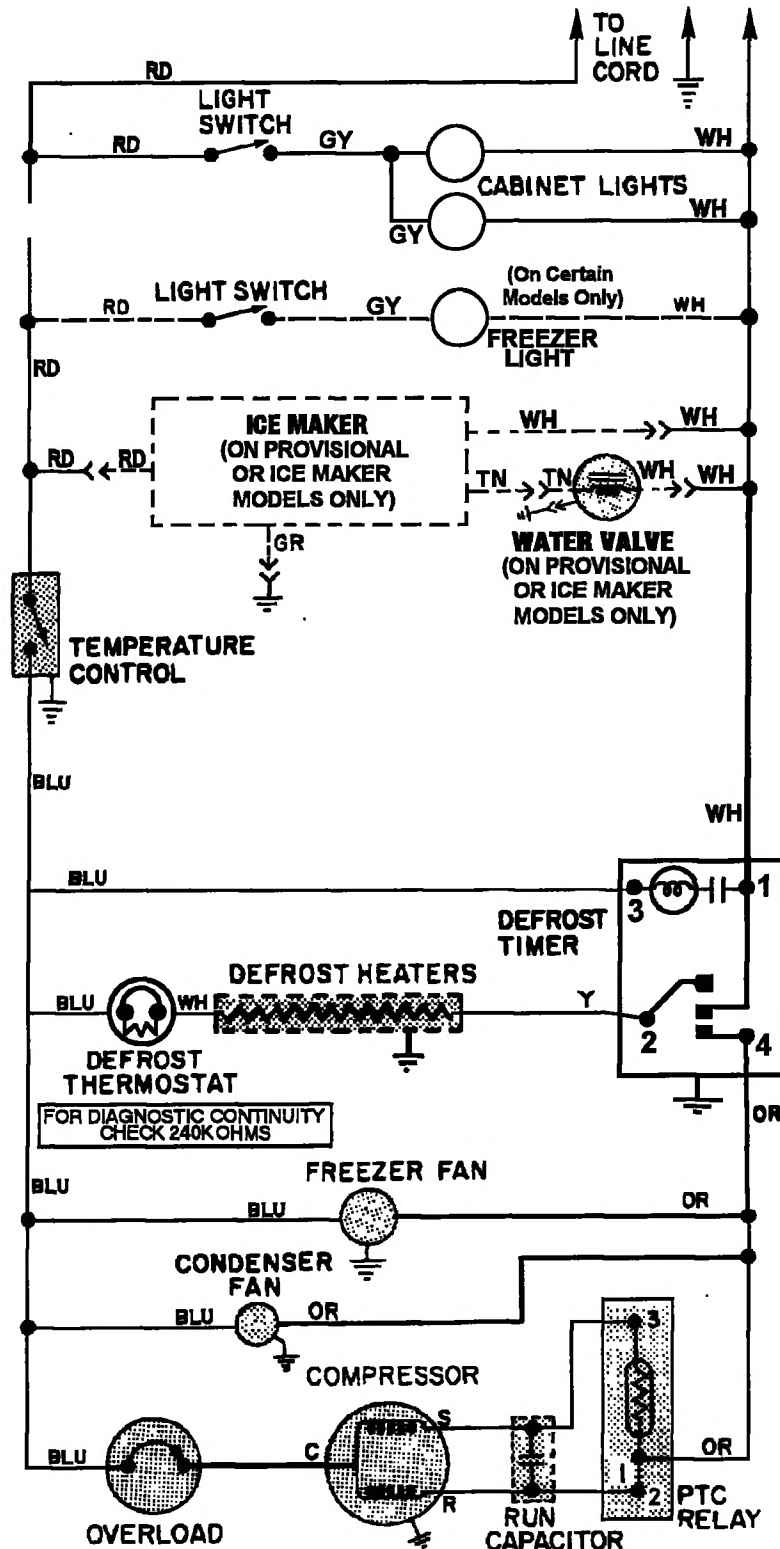 TO
LINE
CORD
RD
LIGHT
SWITCH
RD
GY
WH
CABINET LIGHTS
GY
WH
(On Certain
Models Only)
LIGHT SWITCH
RD
GY
WH
FREEZER
LIGHT
RD
ICE MAKER
(ON PROVISIONAL
OR ICE MAKER
MODELS ONLY)
WH
WH
RD
RD
TN
TN
WH
WH
GR
WATER VALVE
(ON PROVISIONAL
OR ICE MAKER
MODELS ONLY)
TEMPERATURE
CONTROL
BLU
WH
BLU
3
1
DEFROST
TIMER
DEFROST HEATERS
BLU
WH
Y
2
4
DEFROST
THERMOSTAT
FOR DIAGNOSTIC CONTINUITY
CHECK 240K OHMS
OR
BLU
FREEZER FAN
BLU
OR
CONDENSER
FAN
BLU
OR
3
COMPRESSOR
S
BLU
C
OR
1
R
2
OVERLOAD
RUN
CAPACITOR
PTC
RELAY